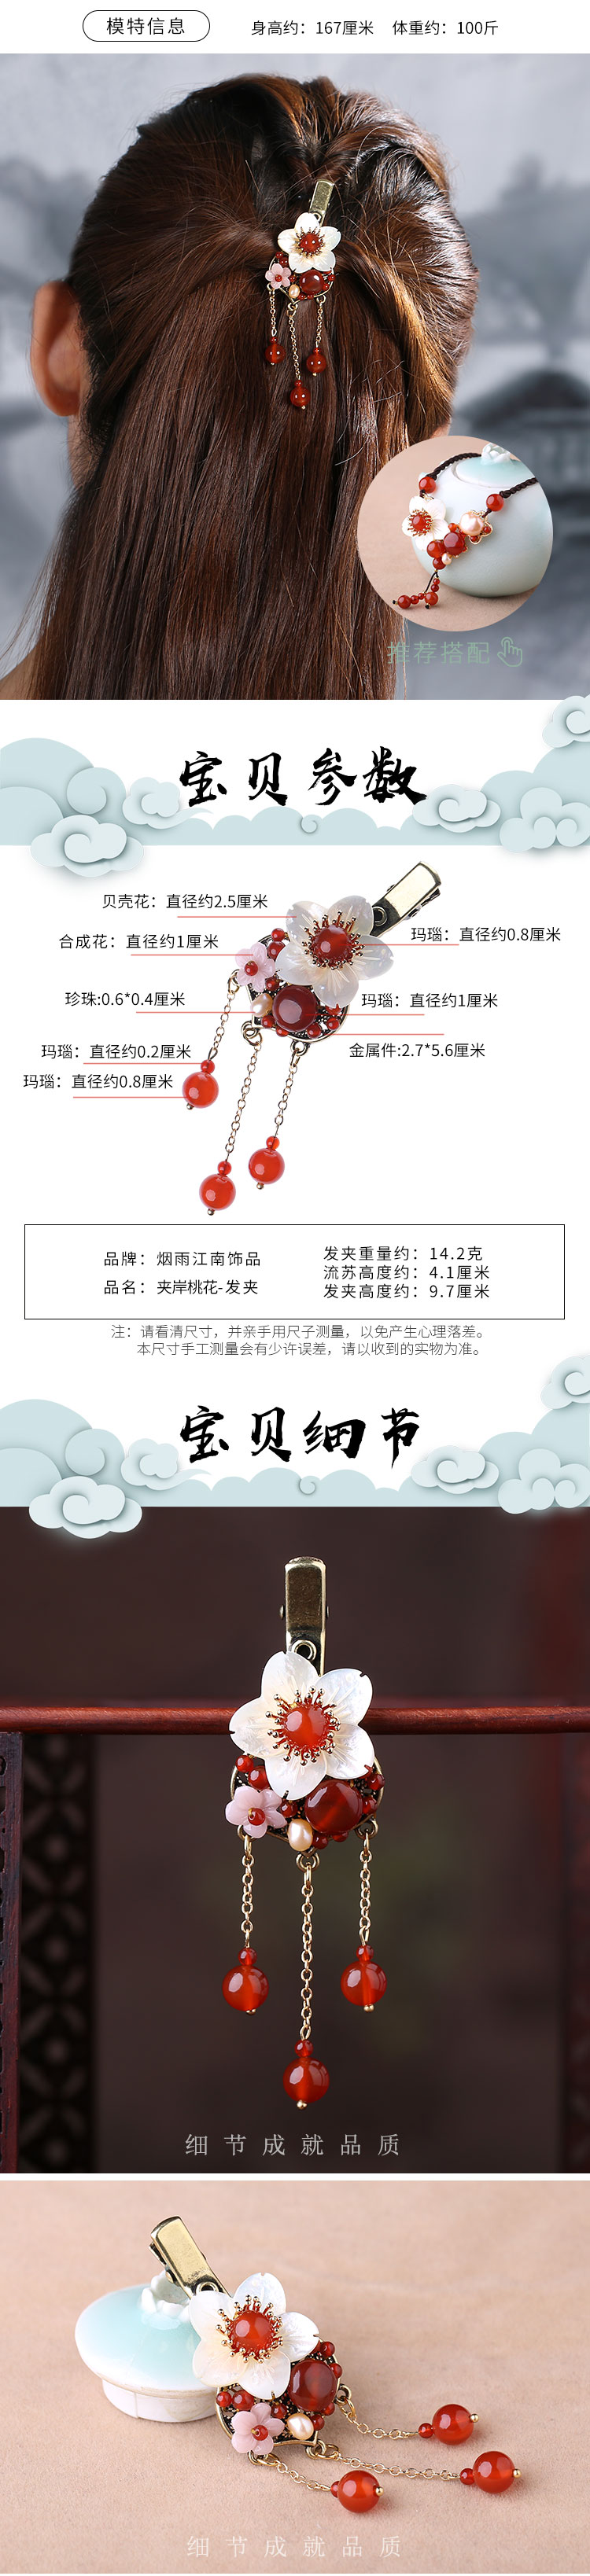 模特信息
身高约：167厘米 体重约：100斤
推荐搭配
宝贝参数
贝壳花：直径约2.5厘米
合成花：直径约1厘米
玛瑙：直径约0.8厘米
珍珠:0.6*0.4厘米
玛瑙：直径约1厘米
玛瑙：直径约0.2厘米
金属件:2.7*5.6厘米
玛瑙：直径约0.8厘米
品牌：烟雨江南饰品
品名：夹岸桃花-发夹
发夹重量约：14.2克
流苏高度约：4.1厘米
发夹高度约：9.7厘米
注：请看清尺寸，并亲手用尺子测量，以免产生心理落差。
本尺寸手工测量会有少许误差，请以收到的实物为准。
宝贝细节
细节成就品质
细节成就品质